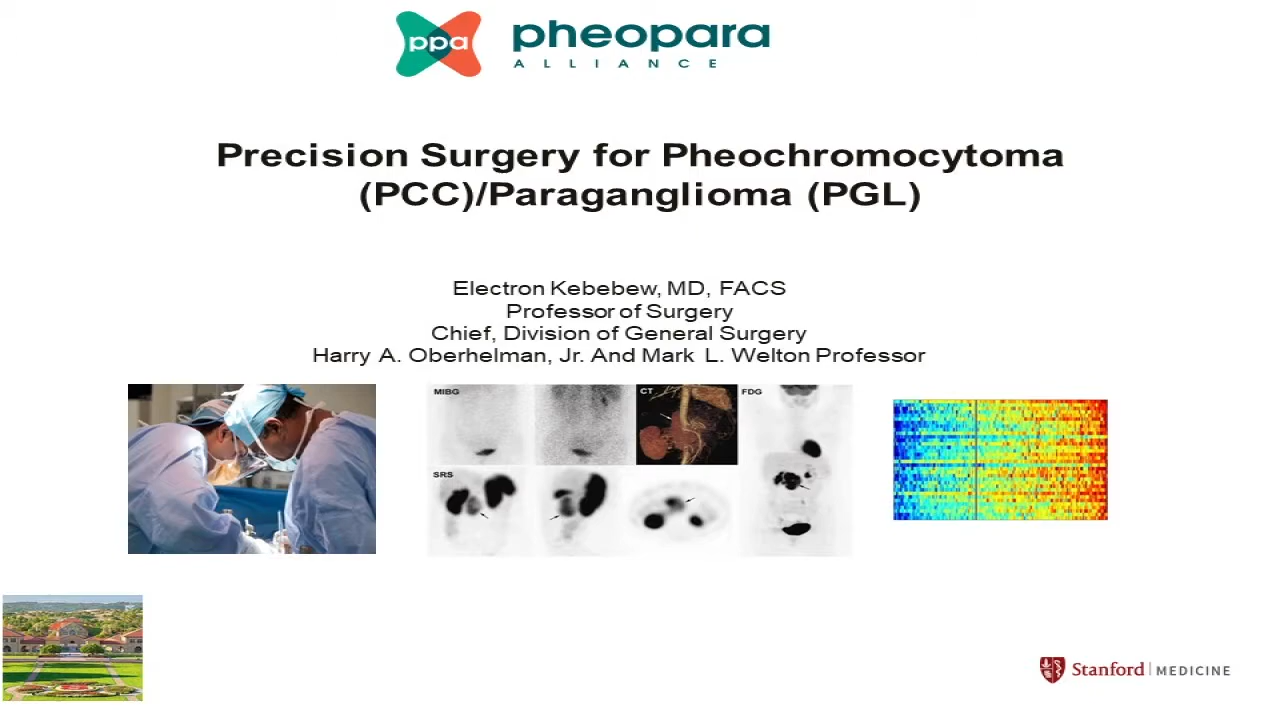 ppa
pheopara
ALLIANCE
Precision Surgery for Pheochromocytoma
(PCC)/Paraganglioma (PGL)
Electron Kebebew, MD, FACS
Professor of Surgery
Chief, Division of General Surgery
Harry A. Oberhelman, Jr. And Mark L. Welton Professor
MIBG
CT
FDG
SRS
Stanford MEDICINE